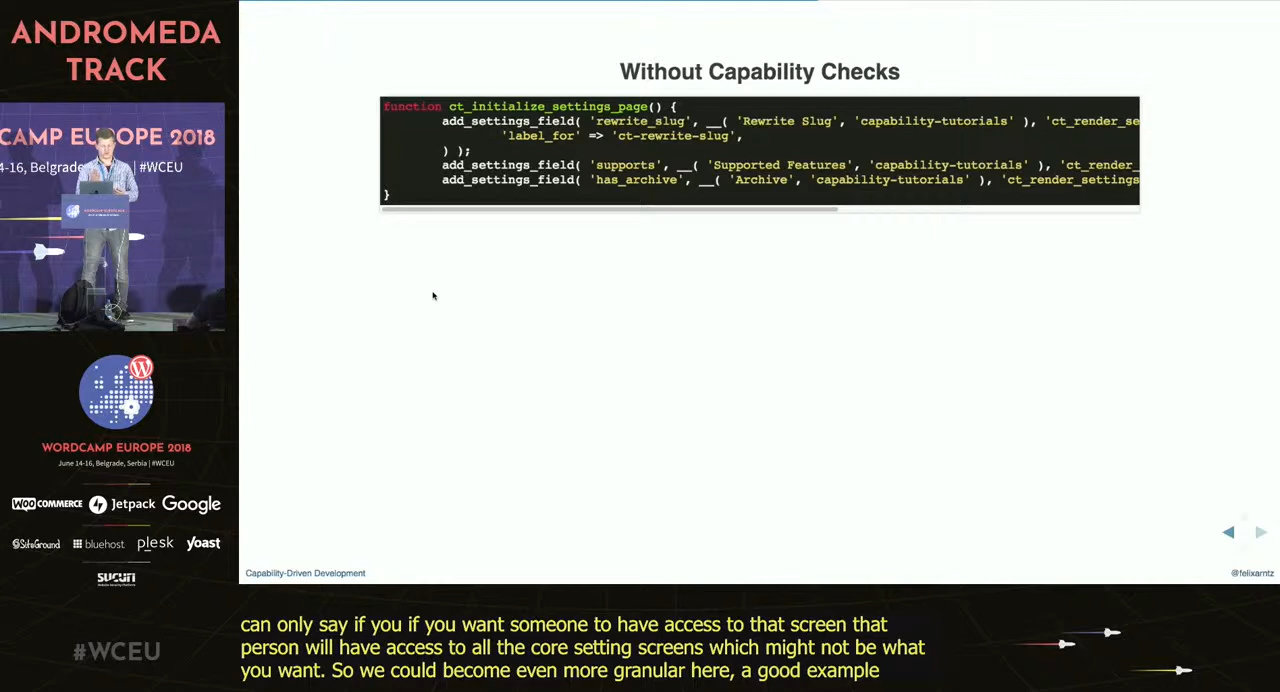 ANDROMEDA
TRACK
CAMP EUROPE 2018
4-16, Belgrade, Serbia | #WCEU
WORDCAMP EUROPE 2018
June 14-16, Belgrade, Serbia | #WCEU
WOO COMMERCE Jetpack Google
SiteGround bluehost plesk yoast
SUCURI
#WCEU
Without Capability Checks
function ct_initialize_settings_page() {
add_settings_field( 'rewrite_slug', __( 'Rewrite Slug', 'capability-tutorials' ), 'ct_render_se
'label_for' => 'ct-rewrite-slug',
) );
add_settings_field( 'supports', __( 'Supported Features', 'capability-tutorials' ), 'ct_render_
add_settings_field( 'has_archive', __( 'Archive', 'capability-tutorials' ), 'ct_render_settings
}
Capability-Driven Development
@felixarntz
can only say if you if you want someone to have access to that screen that
person will have access to all the core setting screens which might not be what
you want. So we could become even more granular here, a good example